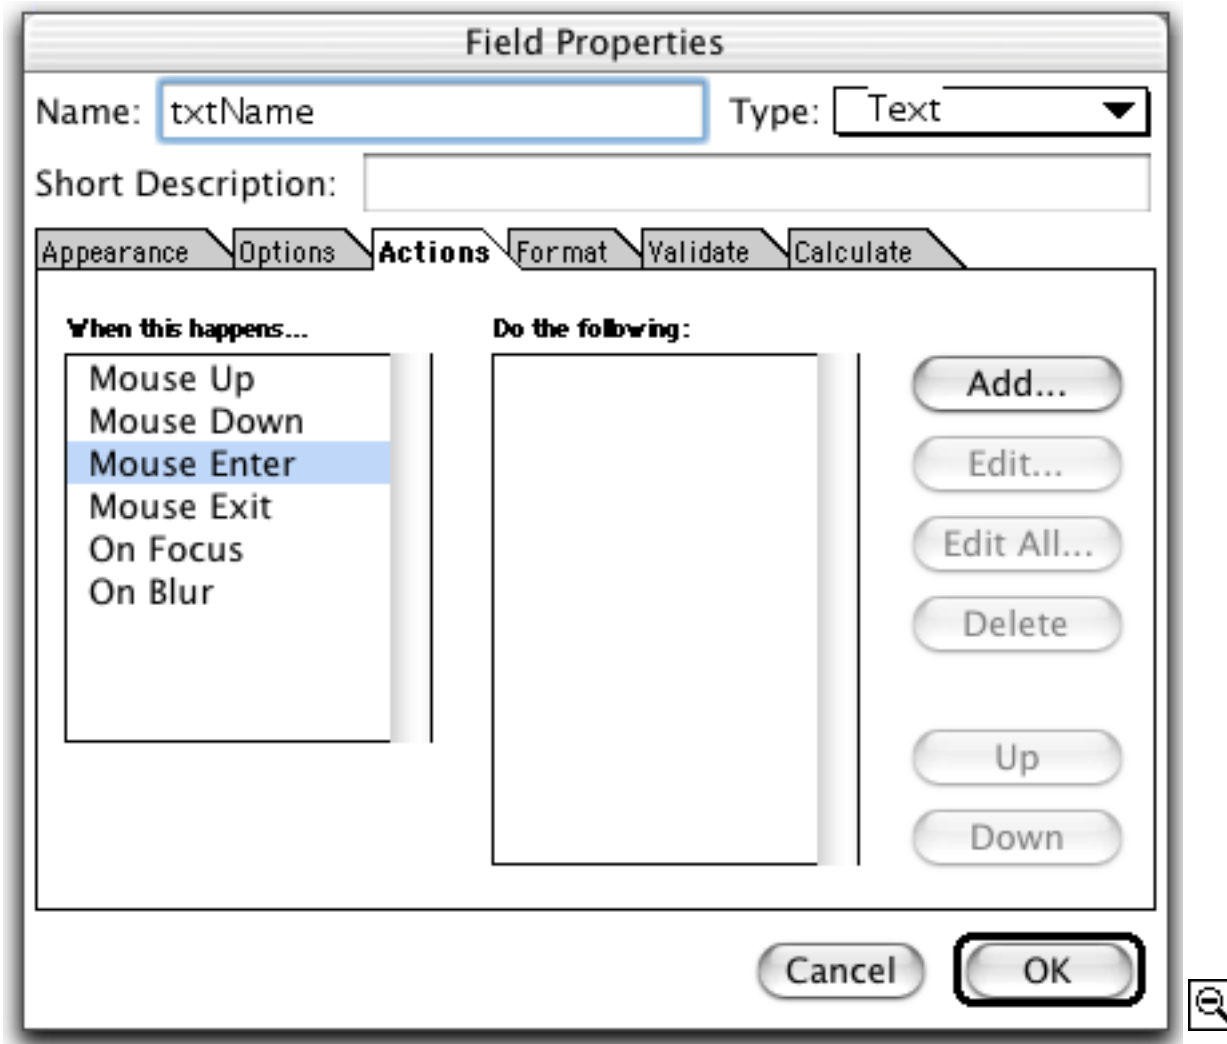 Field Properties
Name: txtName Type: Text
Short Description:
Appearance Options Actions Format Validate Calculate
When this happens... Do the following:
Mouse Up Add...
Mouse Down
Mouse Enter Edit...
Mouse Exit
On Focus Edit All...
On Blur
Delete
Up
Down
Cancel OK